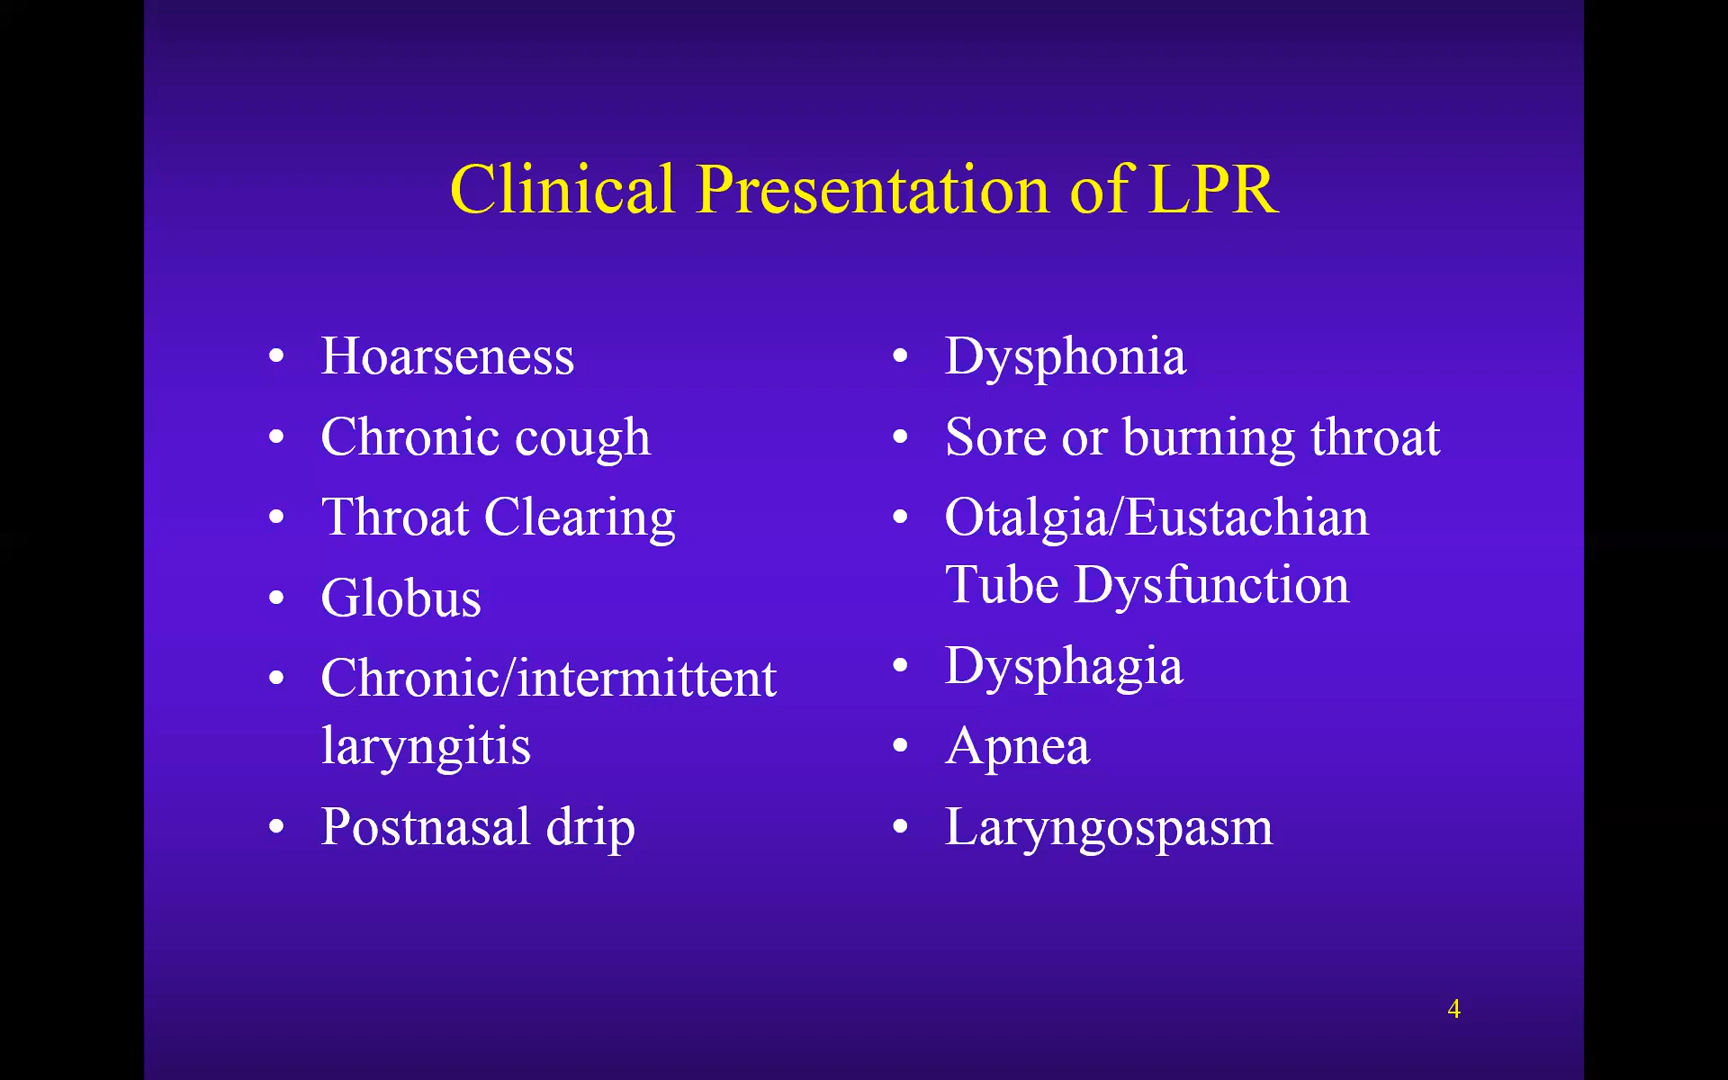 Clinical Presentation of LPR
• Hoarseness
• Chronic cough
• Throat Clearing
• Globus
• Chronic/intermittent
laryngitis
• Postnasal drip
• Dysphonia
• Sore or burning throat
• Otalgia/Eustachian
Tube Dysfunction
• Dysphagia
• Apnea
• Laryngospasm
4